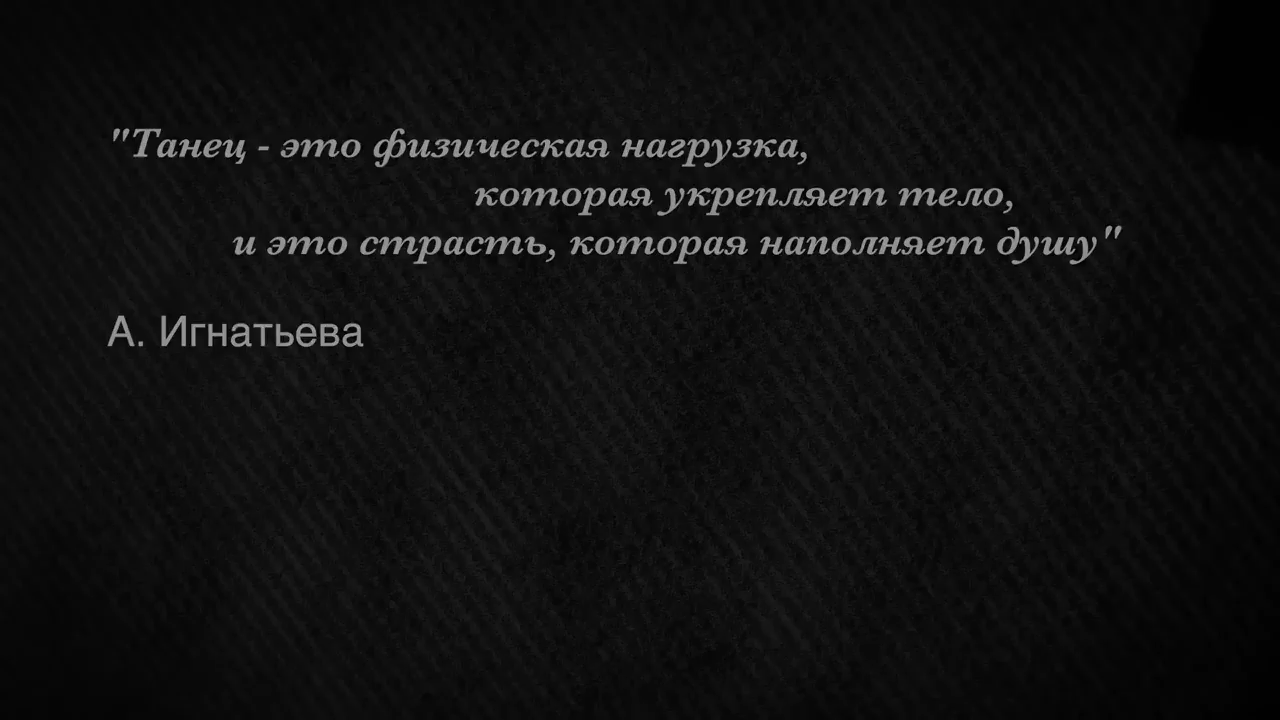 "Танец - это физическая нагрузка,
которая укрепляет тело,
и это страсть, которая наполняет душу"
А. Игнатьева